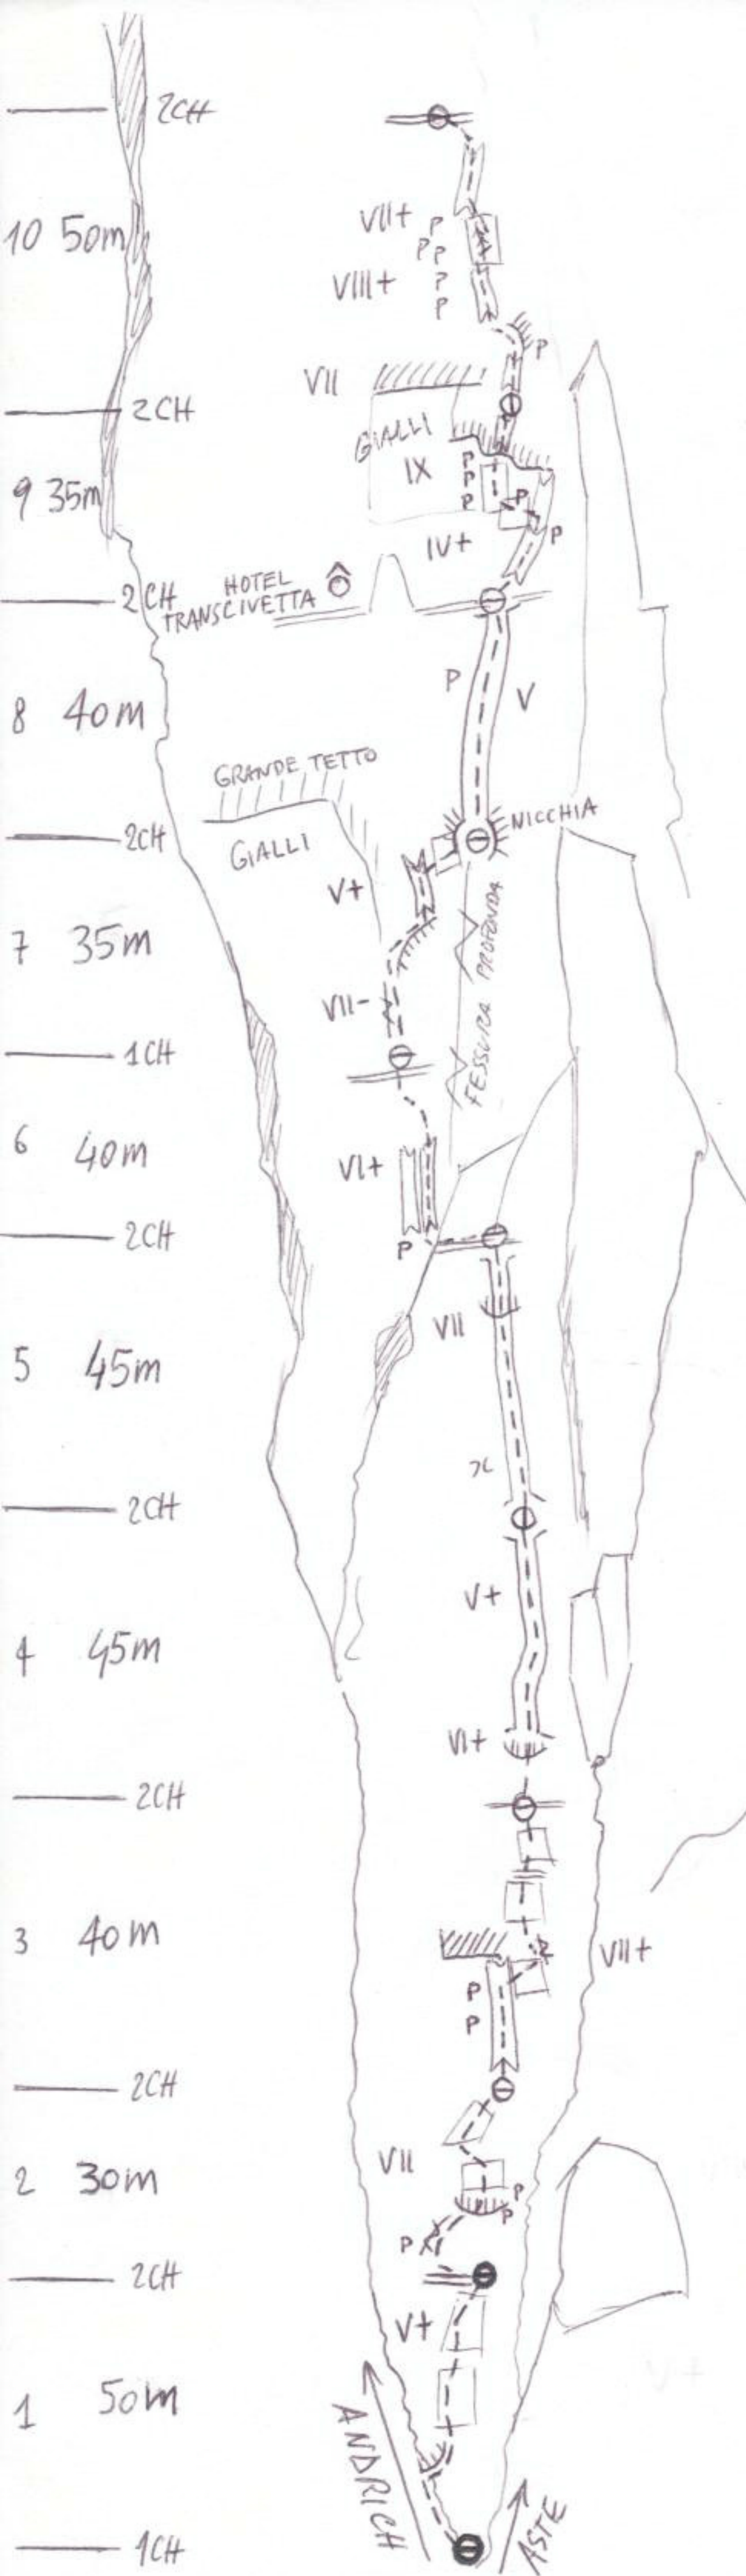 2CH
VII+ P
P P
10 50m
VIII+ P
P
P
VII
2CH
GIALLI
IX P
P
P
P
9 35m
IV+ P
2CH HOTEL
TRANSCIVETTA
P V
8 40m
GRANDE TETTO
NICCHIA
2CH
GIALLI
V+
7 35m
FESSURA PROFONDA
VII-
1CH
6 40m
VI+
2CH
P
VII
5 45m
2CH
V+
4 45m
VI+
2CH
3 40m
VII+
P
P
2CH
VII
2 30m
P
P
P
2CH
V+
1 50m
ANDRICH
ASTE
1CH